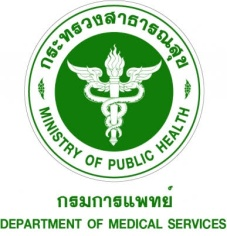 กระทรวงสาธารณสุข
MINISTRY OF PUBLIC HEALTH
กรมการแพทย์
DEPARTMENT OF MEDICAL SERVICES